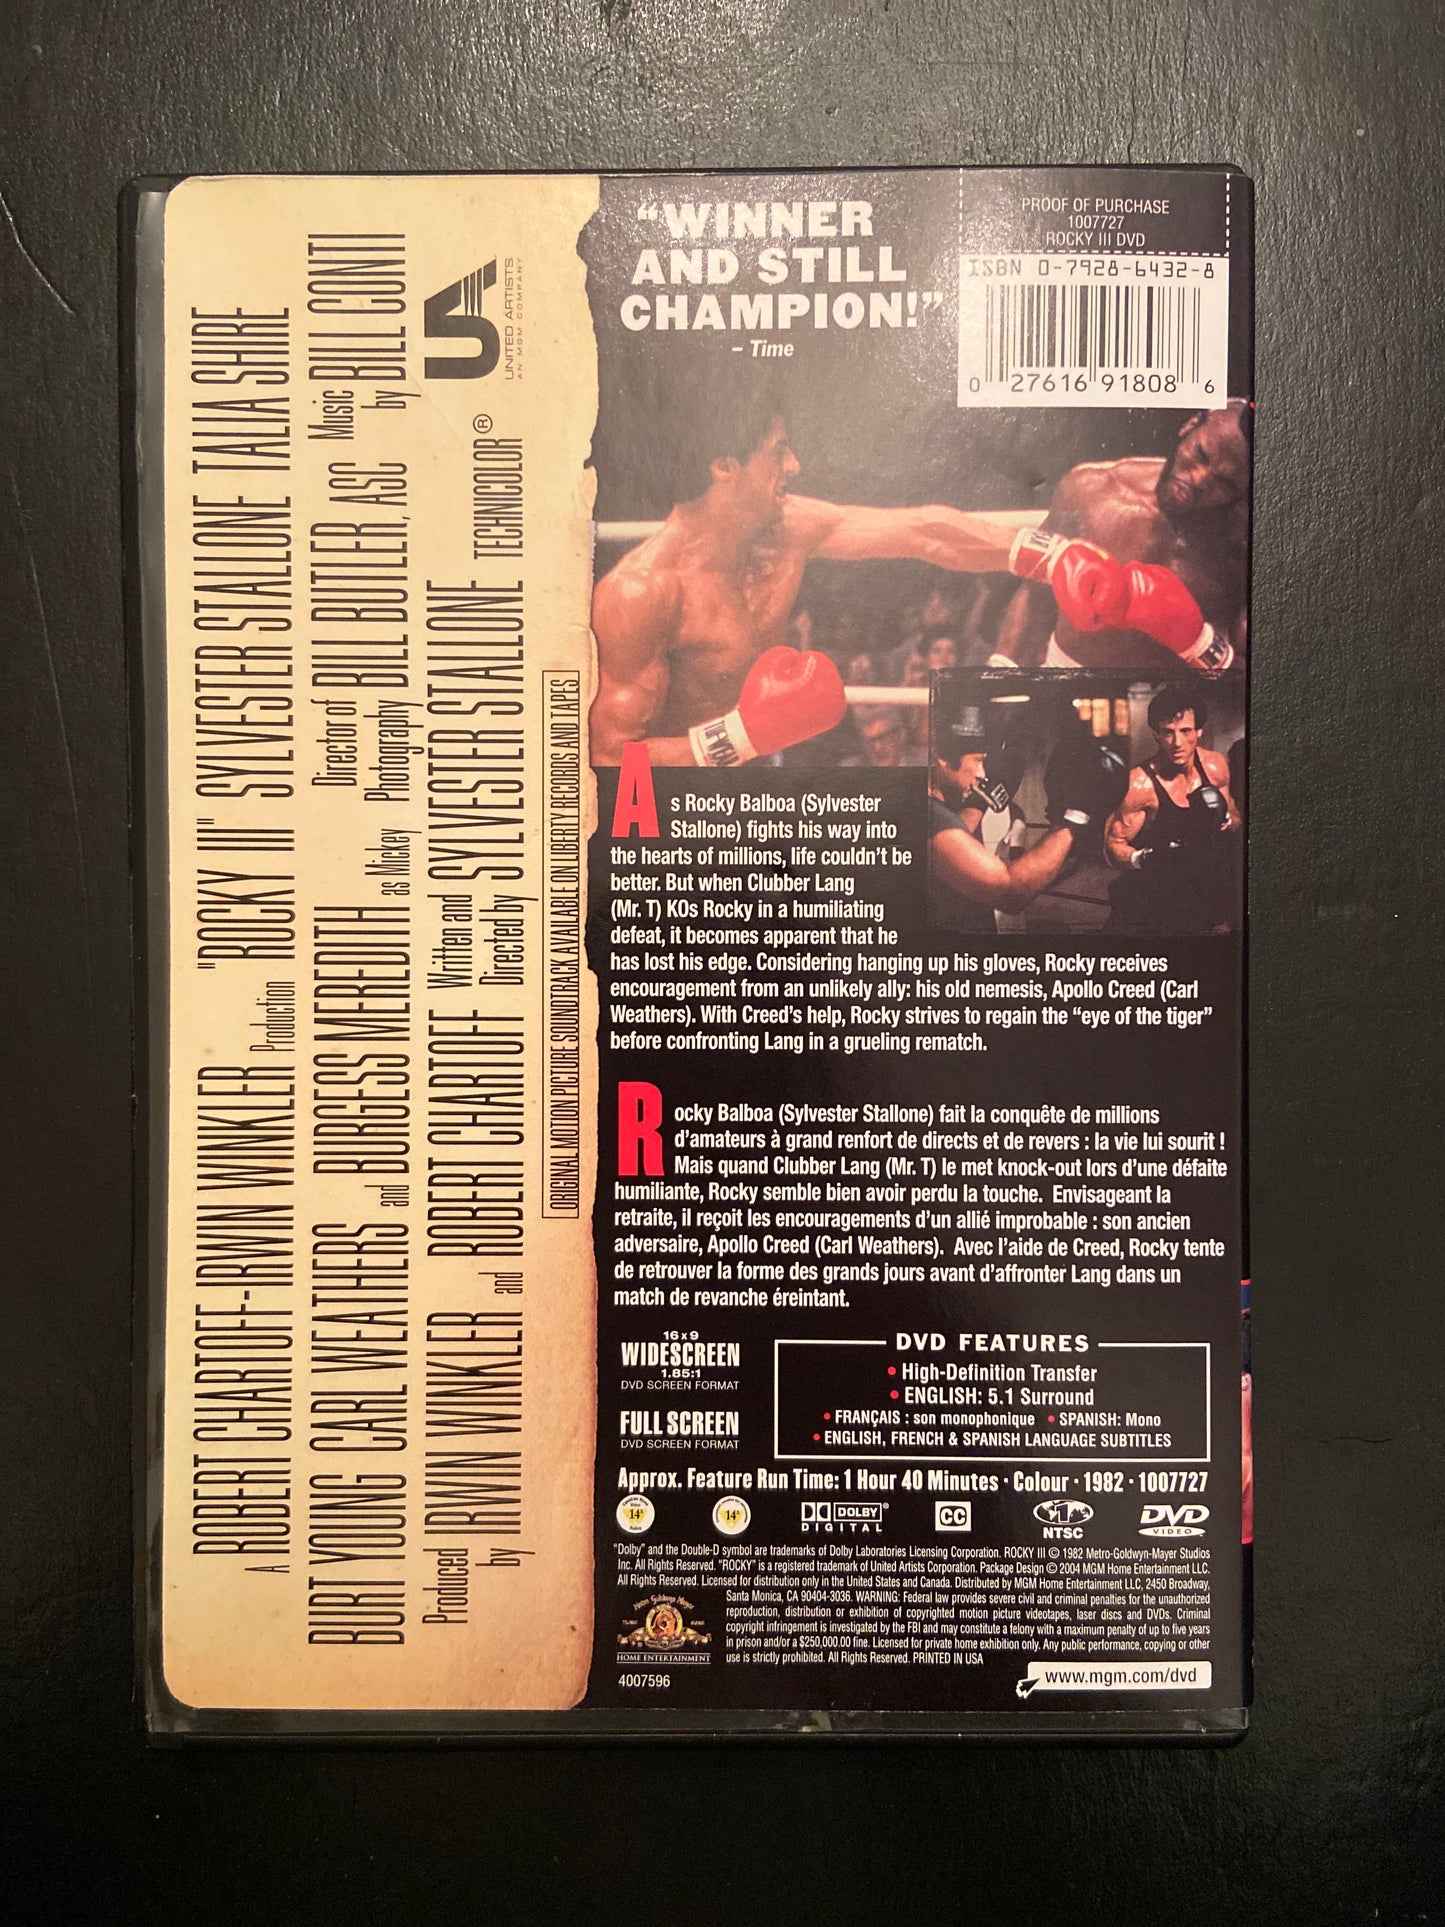 "WINNER
AND STILL
CHAMPION!"
– Time
PROOF OF PURCHASE
1007727
ROCKY III DVD
ISBN 0-7928-6432-8
0 27616 91808 6
As Rocky Balboa (Sylvester
Stallone) fights his way into
the hearts of millions, life couldn't be
better. But when Clubber Lang
(Mr. T) KOs Rocky in a humiliating
defeat, it becomes apparent that he
has lost his edge. Considering hanging up his gloves, Rocky receives
encouragement from an unlikely ally: his old nemesis, Apollo Creed (Carl
Weathers). With Creed's help, Rocky strives to regain the "eye of the tiger"
before confronting Lang in a grueling rematch.
Rocky Balboa (Sylvester Stallone) fait la conquête de millions
d'amateurs à grand renfort de directs et de revers : la vie lui sourit !
Mais quand Clubber Lang (Mr. T) le met knock-out lors d'une défaite
humiliante, Rocky semble bien avoir perdu la touche. Envisageant la
retraite, il reçoit les encouragements d'un allié improbable : son ancien
adversaire, Apollo Creed (Carl Weathers). Avec l'aide de Creed, Rocky tente
de retrouver la forme des grands jours avant d'affronter Lang dans un
match de revanche éreintant.
16x9
WIDESCREEN
1.85:1
DVD SCREEN FORMAT
FULL SCREEN
DVD SCREEN FORMAT
DVD FEATURES
• High-Definition Transfer
• ENGLISH: 5.1 Surround
• FRANÇAIS : son monophonique • SPANISH: Mono
• ENGLISH, FRENCH & SPANISH LANGUAGE SUBTITLES
Approx. Feature Run Time: 1 Hour 40 Minutes · Colour · 1982 · 1007727
14A
14A
DOLBY
DIGITAL
CC
1
NTSC
DVD
VIDEO
"Dolby" and the Double-D symbol are trademarks of Dolby Laboratories Licensing Corporation. ROCKY III © 1982 Metro-Goldwyn-Mayer Studios
Inc. All Rights Reserved. "ROCKY" is a registered trademark of United Artists Corporation. Package Design © 2004 MGM Home Entertainment LLC.
All Rights Reserved. Licensed for distribution only in the United States and Canada. Distributed by MGM Home Entertainment LLC, 2450 Broadway,
Santa Monica, CA 90404-3036. WARNING: Federal law provides severe civil and criminal penalties for the unauthorized
reproduction, distribution or exhibition of copyrighted motion picture videotapes, laser discs and DVDs. Criminal
copyright infringement is investigated by the FBI and may constitute a felony with a maximum penalty of up to five years
in prison and/or a $250,000.00 fine. Licensed for private home exhibition only. Any public performance, copying or other
use is strictly prohibited. All Rights Reserved. PRINTED IN USA
Metro Goldwyn Mayer
HOME ENTERTAINMENT
4007596
www.mgm.com/dvd
A ROBERT CHARTOFF-IRWIN WINKLER Production "ROCKY III" SYLVESTER STALLONE TALIA SHIRE
BURT YOUNG CARL WEATHERS and BURGESS MEREDITH as Mickey Director of Photography BILL BUTLER, ASC Music by BILL CONTI
Produced by IRWIN WINKLER and ROBERT CHARTOFF Written and Directed by SYLVESTER STALLONE TECHNICOLOR®
UA
UNITED ARTISTS
AN MGM COMPANY
ORIGINAL MOTION PICTURE SOUNDTRACK AVAILABLE ON LIBERTY RECORDS AND TAPES